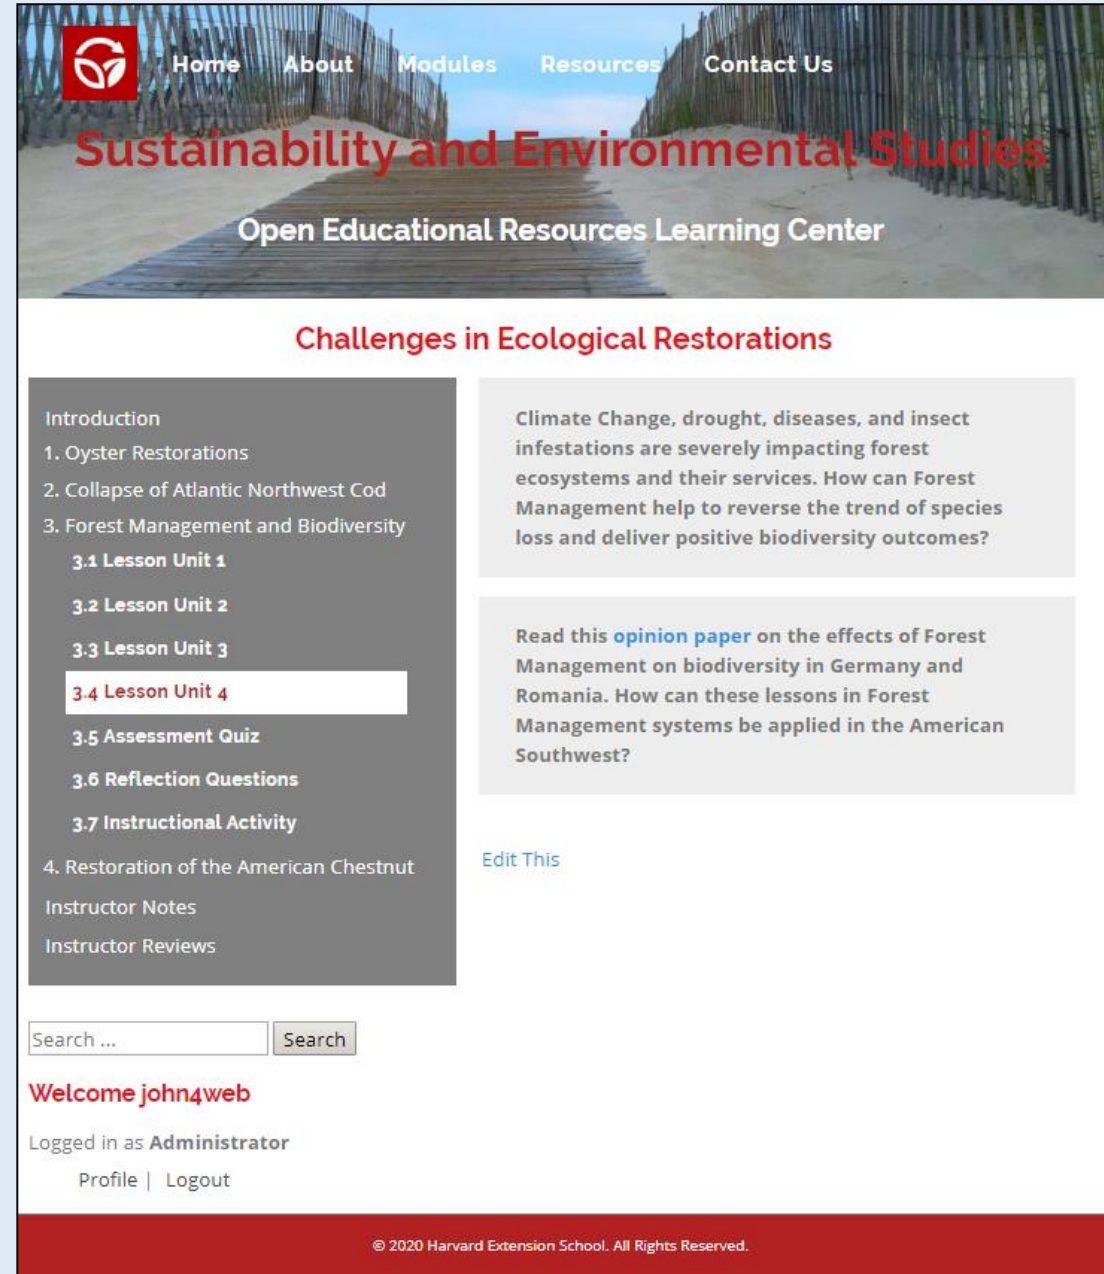 Home About Modules Resources Contact Us
Sustainability and Environmental Studies
Open Educational Resources Learning Center
Challenges in Ecological Restorations
Introduction
1. Oyster Restorations
2. Collapse of Atlantic Northwest Cod
3. Forest Management and Biodiversity
3.1 Lesson Unit 1
3.2 Lesson Unit 2
3.3 Lesson Unit 3
3.4 Lesson Unit 4
3.5 Assessment Quiz
3.6 Reflection Questions
3.7 Instructional Activity
4. Restoration of the American Chestnut
Instructor Notes
Instructor Reviews
Climate Change, drought, diseases, and insect
infestations are severely impacting forest
ecosystems and their services. How can Forest
Management help to reverse the trend of species
loss and deliver positive biodiversity outcomes?
Read this opinion paper on the effects of Forest
Management on biodiversity in Germany and
Romania. How can these lessons in Forest
Management systems be applied in the American
Southwest?
Edit This
Search ... Search
Welcome john4web
Logged in as Administrator
Profile | Logout
© 2020 Harvard Extension School. All Rights Reserved.